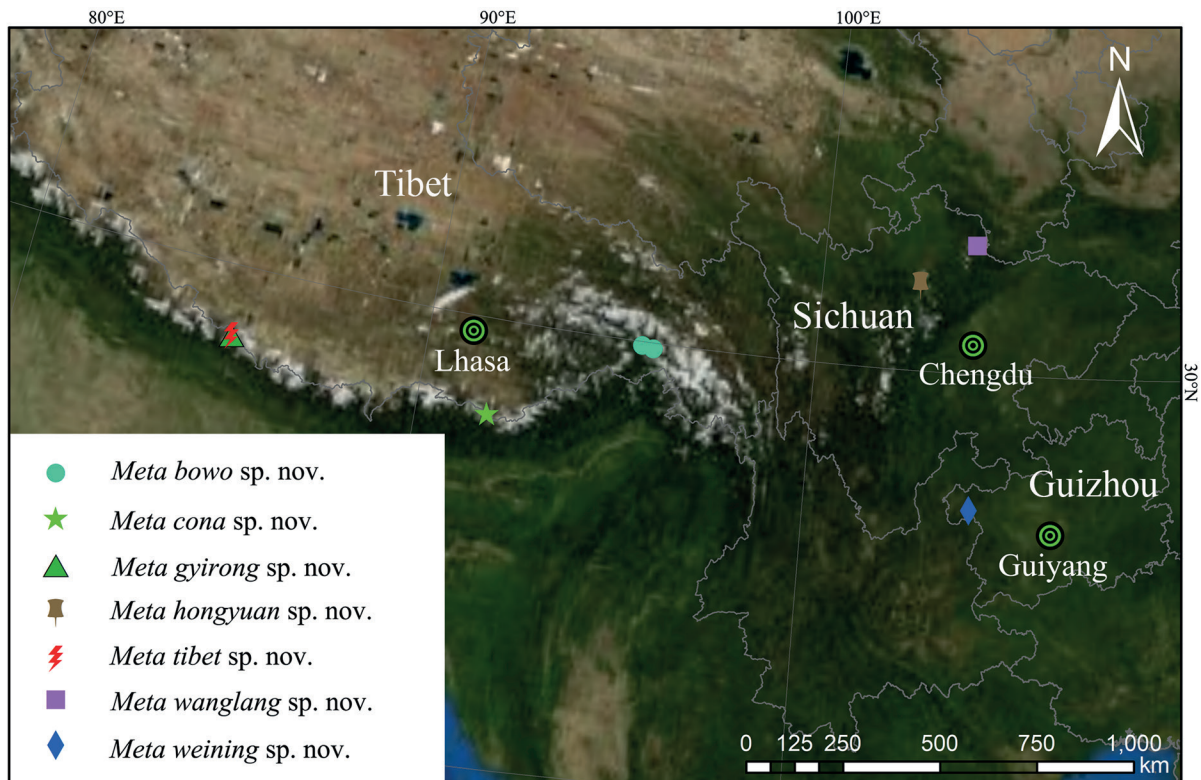 80°E 90°E 100°E
N
Tibet
Sichuan
Lhasa
Chengdu
30°N
Guizhou
Guiyang
Meta bowo sp. nov.
Meta cona sp. nov.
Meta gyirong sp. nov.
Meta hongyuan sp. nov.
Meta tibet sp. nov.
Meta wanglang sp. nov.
Meta weining sp. nov.
0 125 250 500 750 1,000
km